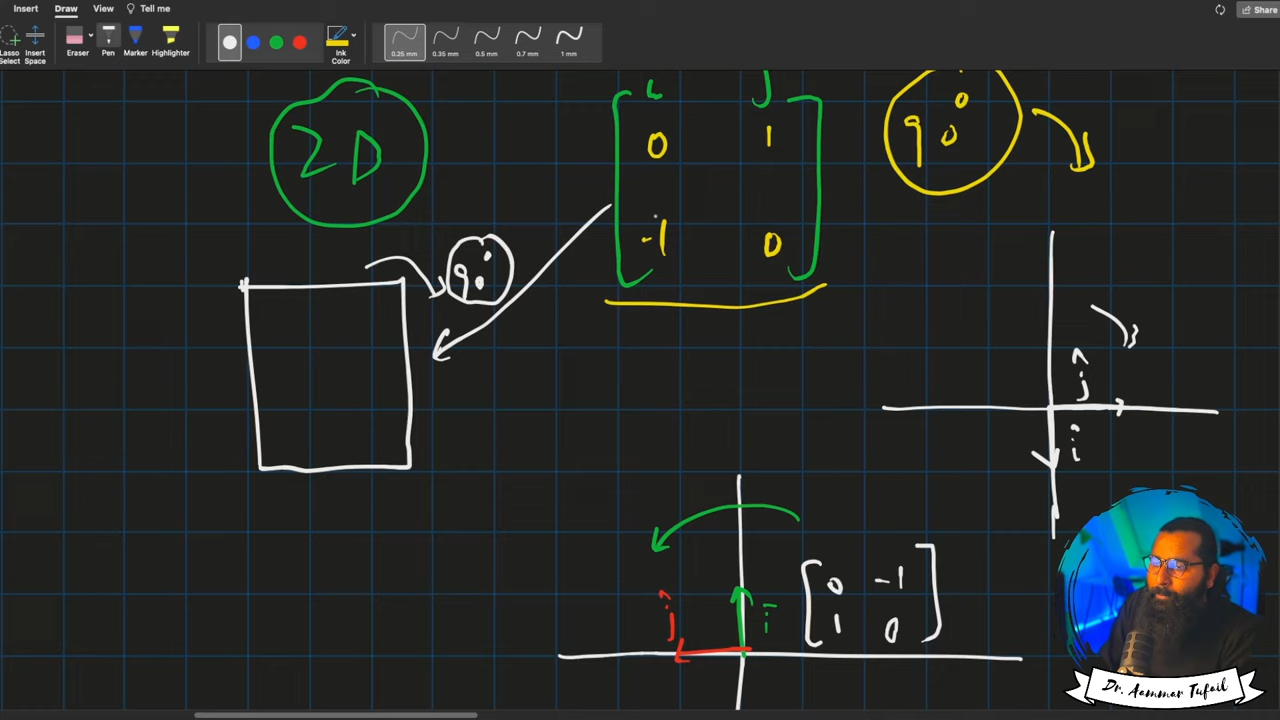 Insert Draw View Tell me
Share
Lasso Select
Insert Space
Eraser
Pen
Marker
Highlighter
Ink Color
0.25 mm
0.35 mm
0.5 mm
0.7 mm
1 mm
2D
i j
0 1
-1 0
90°
90°
ĵ
î
ĵ
i
0 -1
1 0
Dr. Aammar Tufail